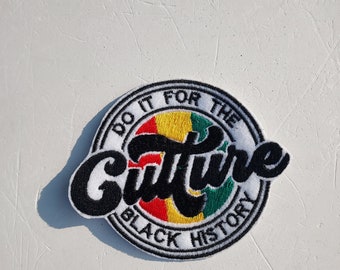 DO IT FOR THE
Culture
BLACK HISTORY